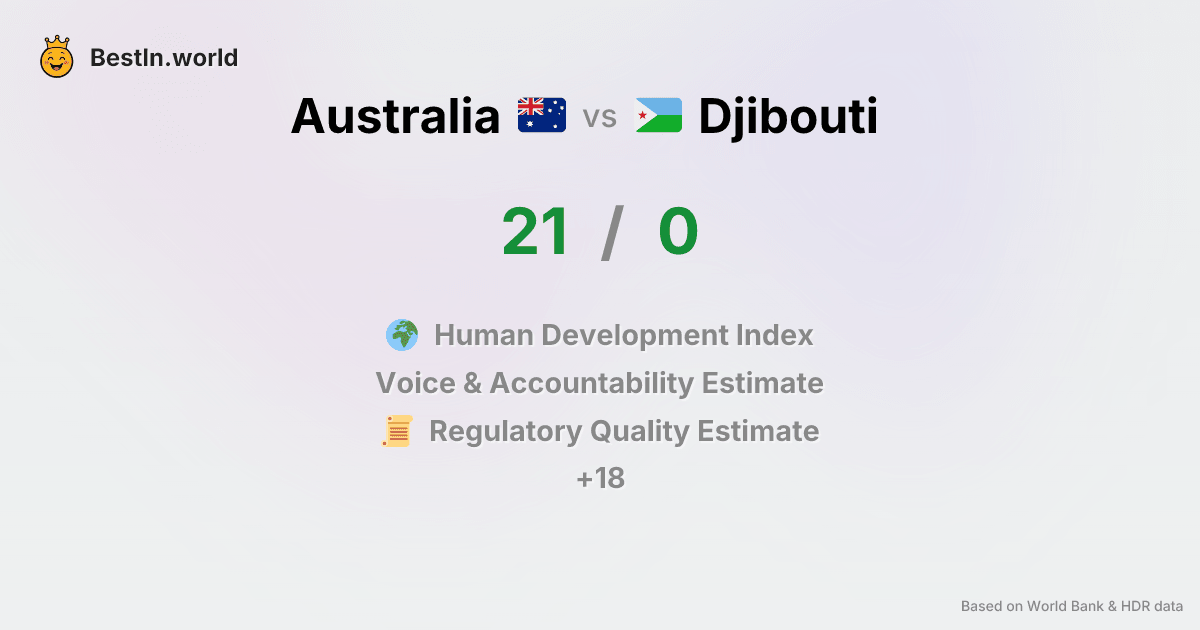 BestIn.world
Australia vs Djibouti
21 / 0
Human Development Index
Voice & Accountability Estimate
Regulatory Quality Estimate
+18
Based on World Bank & HDR data